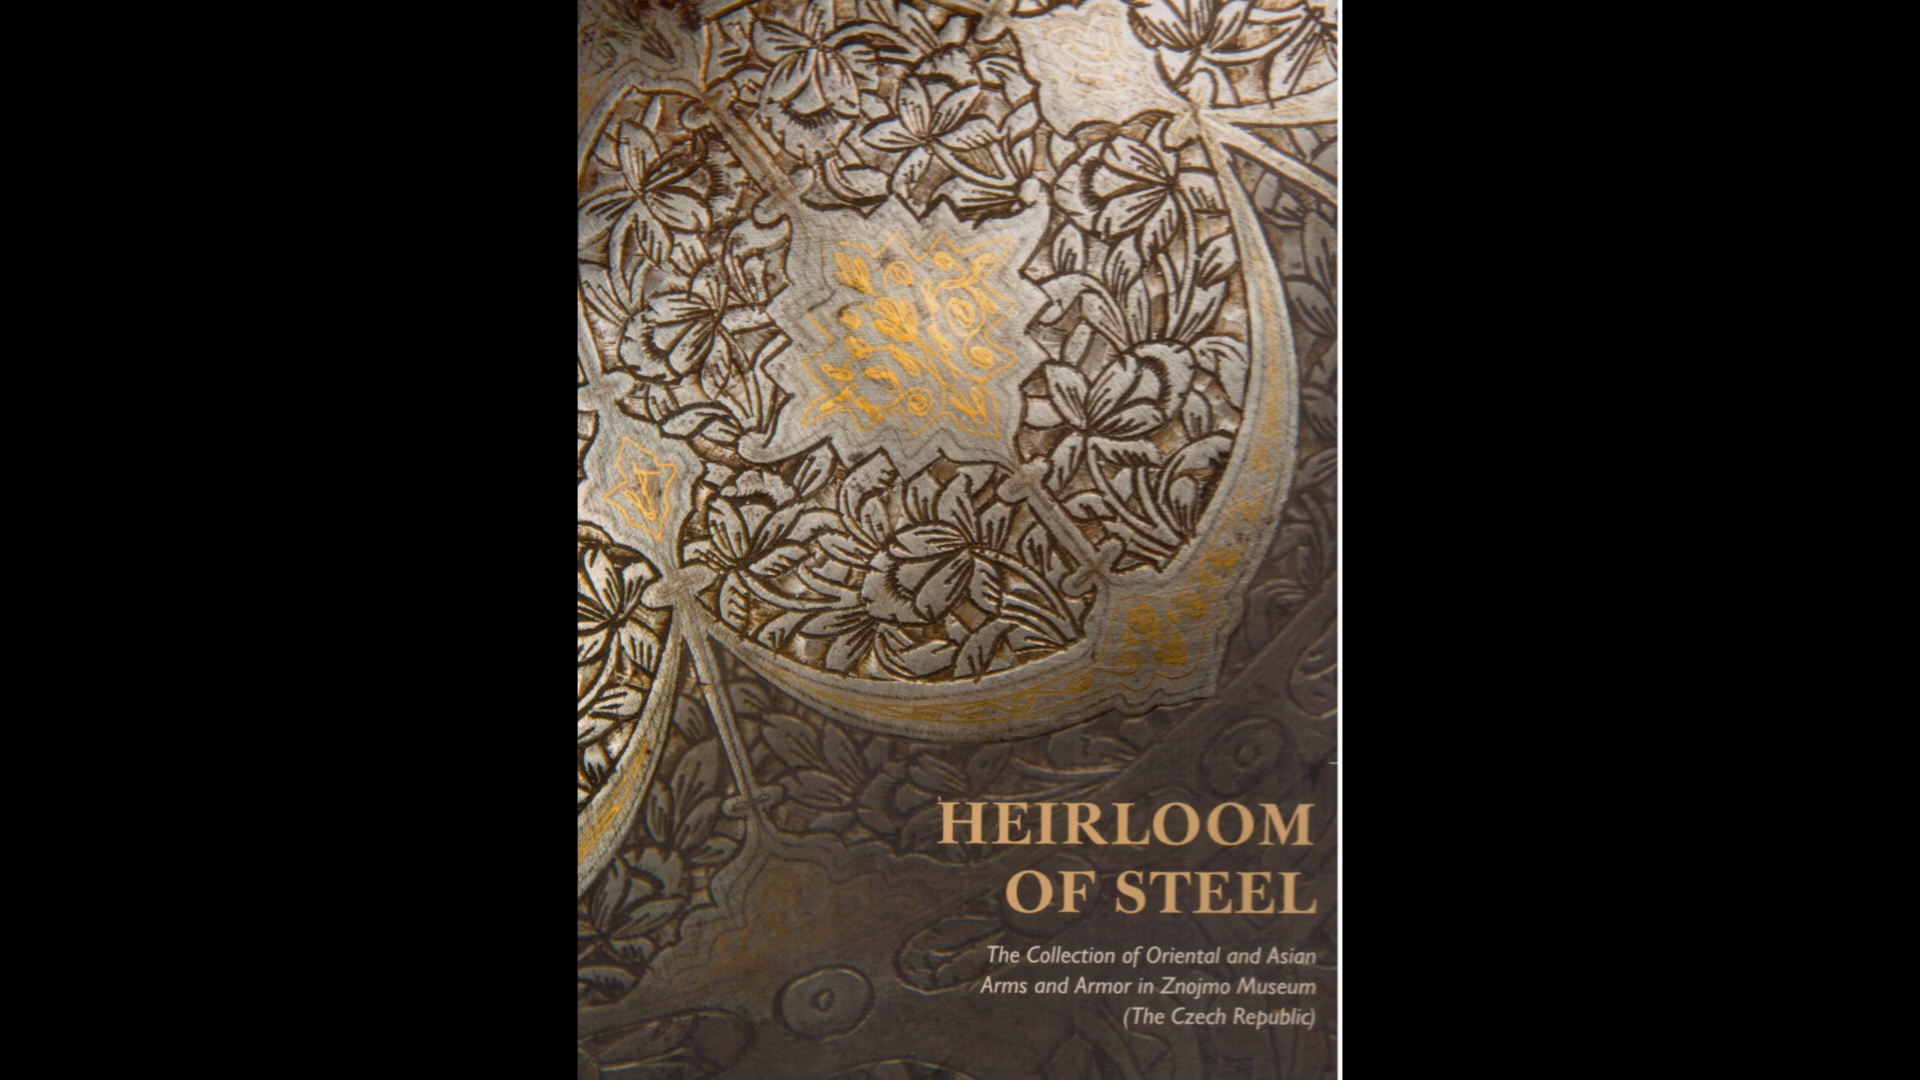 HEIRLOOM
OF STEEL
The Collection of Oriental and Asian
Arms and Armor in Znojmo Museum
(The Czech Republic)